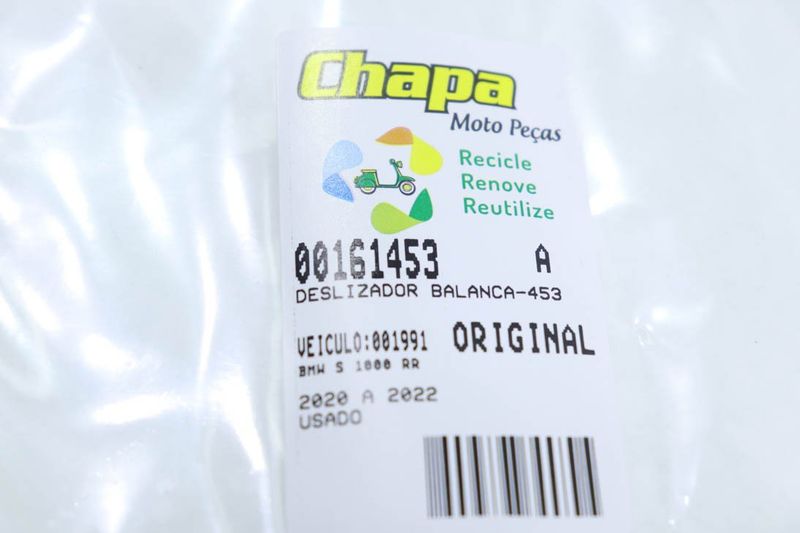 Chapa
Moto Peças
Recicle
Renove
Reutilize
00161453 A
DESLIZADOR BALANCA-453
VEICULO:001991 ORIGINAL
BMW S 1000 RR
2020 A 2022
USADO